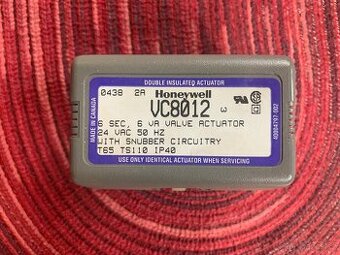 DOUBLE INSULATED ACTUATOR
0438 2A Honeywell
VC8012
6 SEC, 6 VA VALVE ACTUATOR
24 VAC 50 HZ
WITH SNUBBER CIRCUITRY
T65 TS110 IP40
USE ONLY IDENTICAL ACTUATOR WHEN SERVICING
MADE IN CANADA